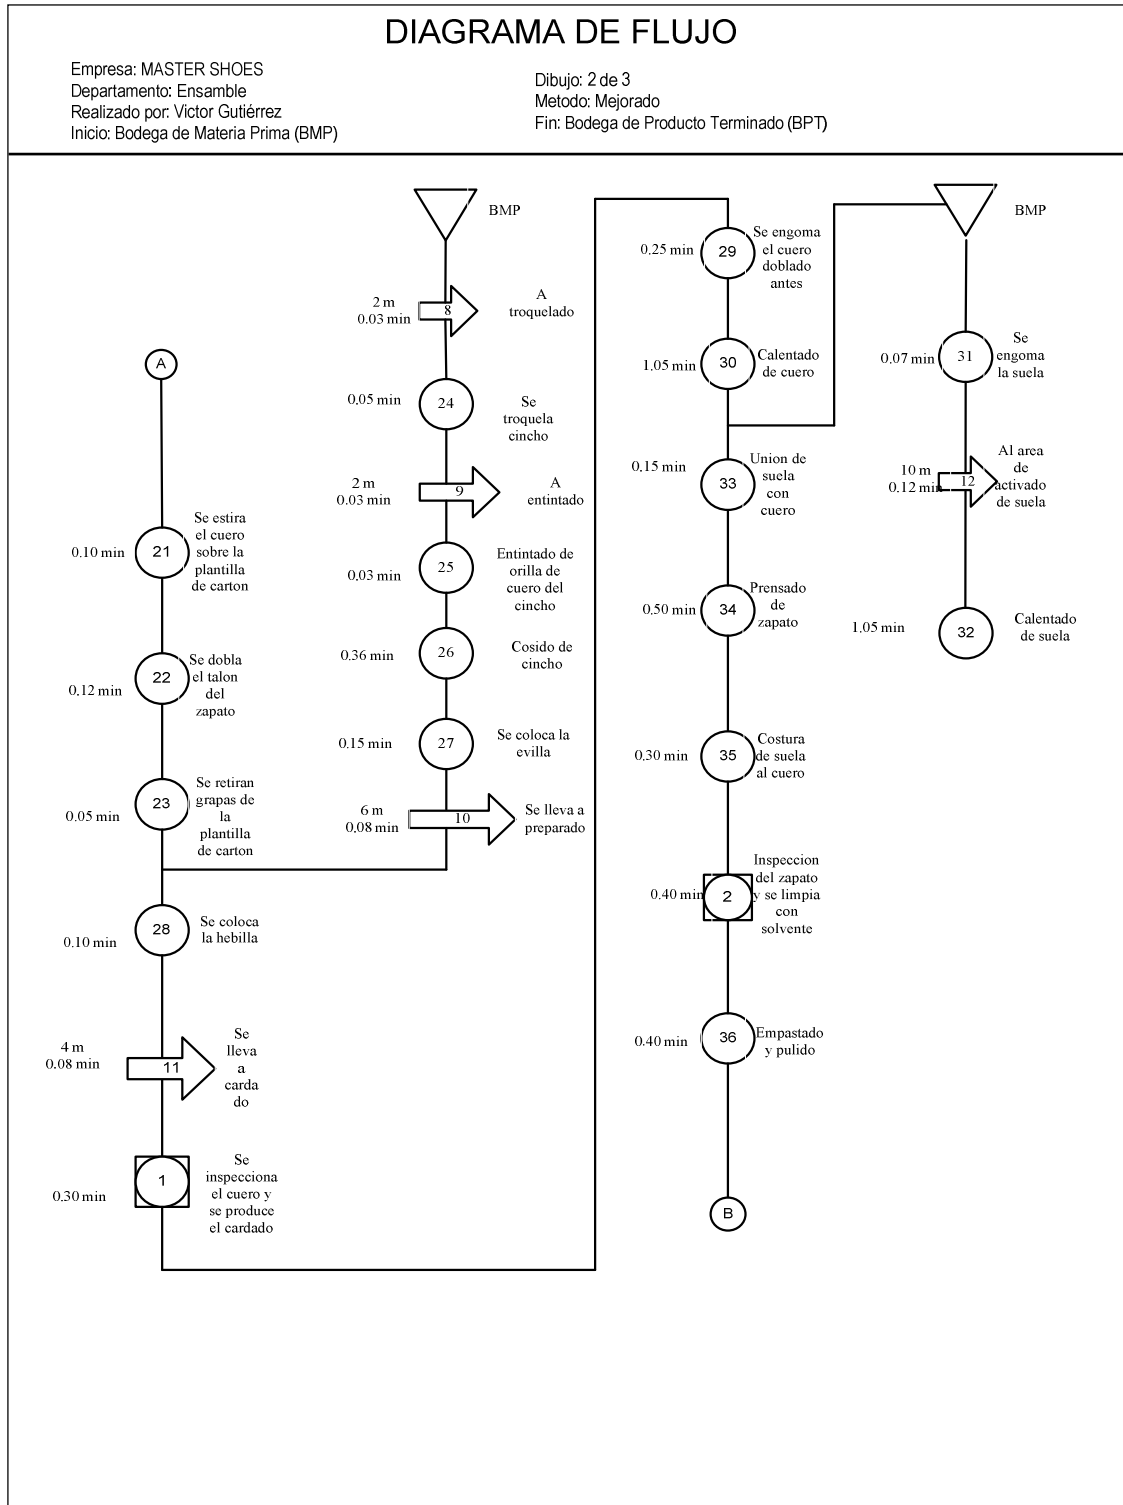 DIAGRAMA DE FLUJO
Empresa: MASTER SHOES
Departamento: Ensamble
Realizado por: Victor Gutiérrez
Inicio: Bodega de Materia Prima (BMP)
Dibujo: 2 de 3
Metodo: Mejorado
Fin: Bodega de Producto Terminado (BPT)
A
0.10 min
21
Se estira
el cuero
sobre la
plantilla
de carton
0.12 min
22
Se dobla
el talon
del
zapato
0.05 min
23
Se retiran
grapas de
la
plantilla
de carton
0.10 min
28
Se coloca
la hebilla
4 m
0.08 min
11
Se
lleva
a
carda
do
0.30 min
1
Se
inspecciona
el cuero y
se produce
el cardado
BMP
2 m
0.03 min
8
A
troquelado
0.05 min
24
Se
troquela
cincho
2 m
0.03 min
9
A
entintado
0.03 min
25
Entintado de
orilla de
cuero del
cincho
0.36 min
26
Cosido de
cincho
0.15 min
27
Se coloca la
evilla
6 m
0.08 min
10
Se lleva a
preparado
0.25 min
29
Se engoma
el cuero
doblado
antes
1.05 min
30
Calentado
de cuero
0.15 min
33
Union de
suela
con
cuero
0.50 min
34
Prensado
de
zapato
0.30 min
35
Costura
de suela
al cuero
0.40 min
2
Inspeccion
del zapato
y se limpia
con
solvente
0.40 min
36
Empastado
y pulido
B
BMP
0.07 min
31
Se
engoma
la suela
10 m
0.12 min
12
Al area
de
activado
de suela
1.05 min
32
Calentado
de suela